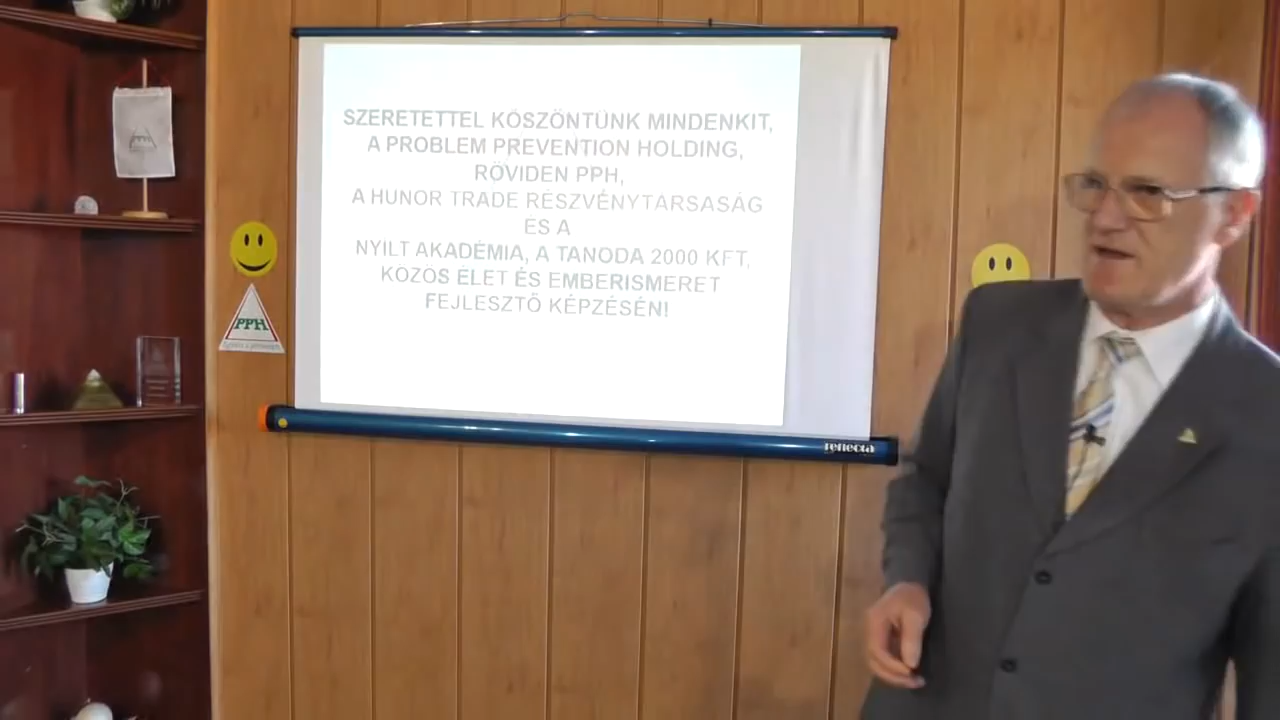 SZERETETTEL KÖSZÖNTÜNK MINDENKIT,
A PROBLEM PREVENTION HOLDING,
RÖVIDEN PPH,
A HUNOR TRADE RÉSZVÉNYTÁRSASÁG
ÉS A
NYILT AKADÉMIA, A TANODA 2000 KFT,
KÖZÖS ÉLET ÉS EMBERISMERET
FEJLESZTŐ KÉPZÉSÉN!
PPH
reflecta